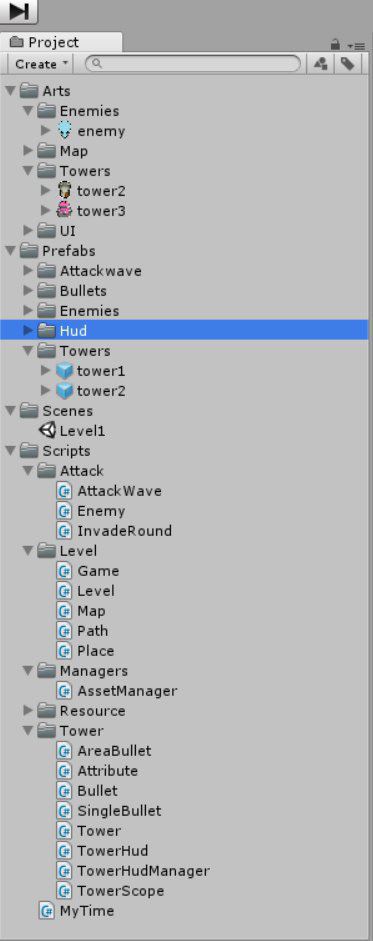 Project
Create
Arts
Enemies
enemy
Map
Towers
tower2
tower3
UI
Prefabs
Attackwave
Bullets
Enemies
Hud
Towers
tower1
tower2
Scenes
Level1
Scripts
Attack
AttackWave
Enemy
InvadeRound
Level
Game
Level
Map
Path
Place
Managers
AssetManager
Resource
Tower
AreaBullet
Attribute
Bullet
SingleBullet
Tower
TowerHud
TowerHudManager
TowerScope
MyTime